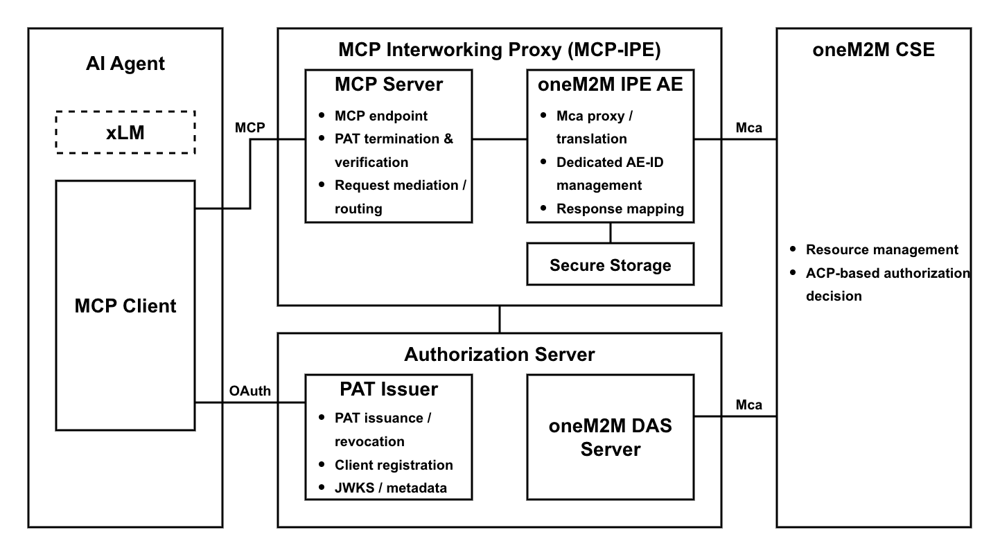 AI Agent
xLM
MCP Client
MCP
OAuth
MCP Interworking Proxy (MCP-IPE)
MCP Server
• MCP endpoint
• PAT termination &
verification
• Request mediation /
routing
oneM2M IPE AE
• Mca proxy /
translation
• Dedicated AE-ID
management
• Response mapping
Secure Storage
Authorization Server
PAT Issuer
• PAT issuance /
revocation
• Client registration
• JWKS / metadata
oneM2M DAS
Server
Mca
Mca
oneM2M CSE
• Resource management
• ACP-based authorization
decision